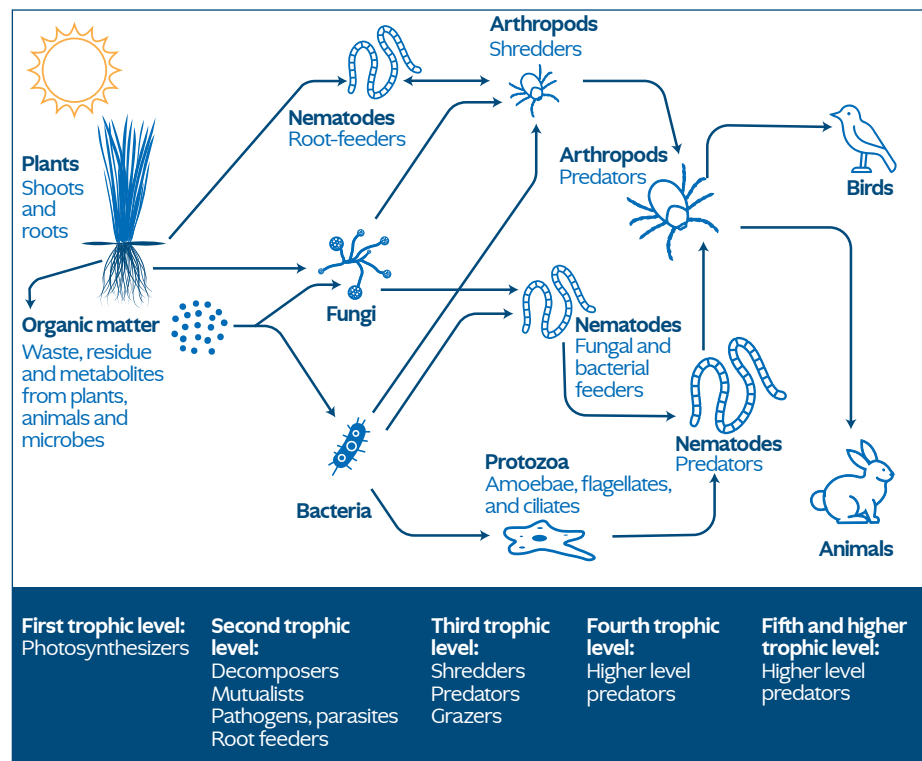 Arthropods
Shredders
Nematodes
Root-feeders
Plants
Shoots
and
roots
Arthropods
Predators
Birds
Fungi
Organic matter
Waste, residue
and metabolites
from plants,
animals and
microbes
Nematodes
Fungal and
bacterial
feeders
Nematodes
Predators
Bacteria
Protozoa
Amoebae, flagellates,
and ciliates
Animals
First trophic level:
Photosynthesizers
Second trophic
level:
Decomposers
Mutualists
Pathogens, parasites
Root feeders
Third trophic
level:
Shredders
Predators
Grazers
Fourth trophic
level:
Higher level
predators
Fifth and higher
trophic level:
Higher level
predators